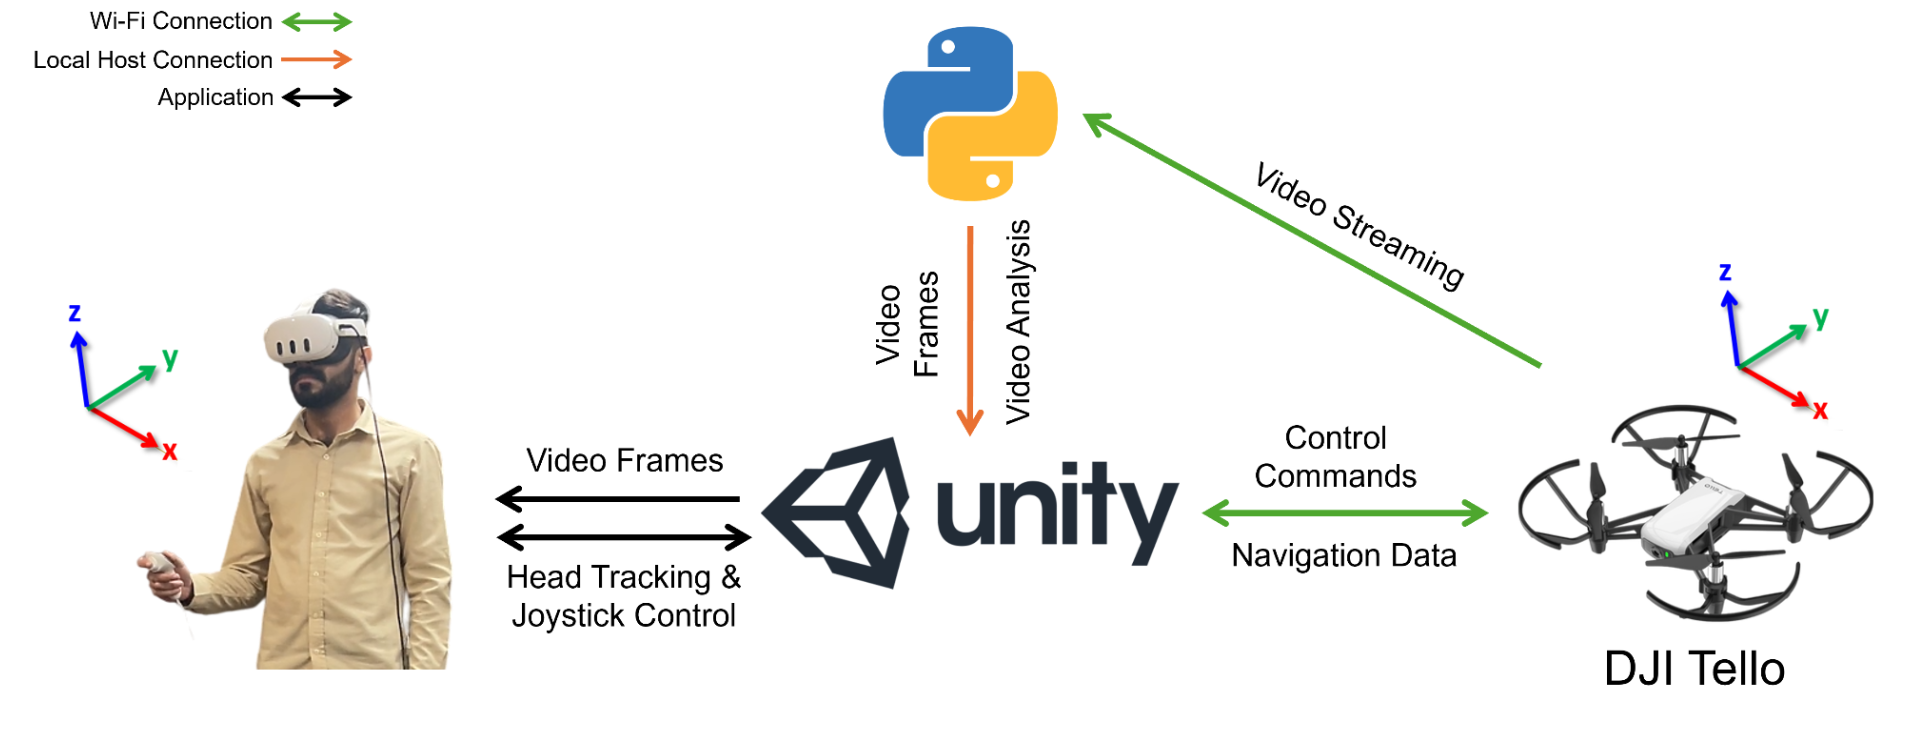 Wi-Fi Connection
Local Host Connection
Application
Video Streaming
Video
Frames
Video Analysis
z
y
x
z
y
x
Video Frames
Head Tracking &
Joystick Control
unity
Control
Commands
Navigation Data
TELLO
DJI Tello